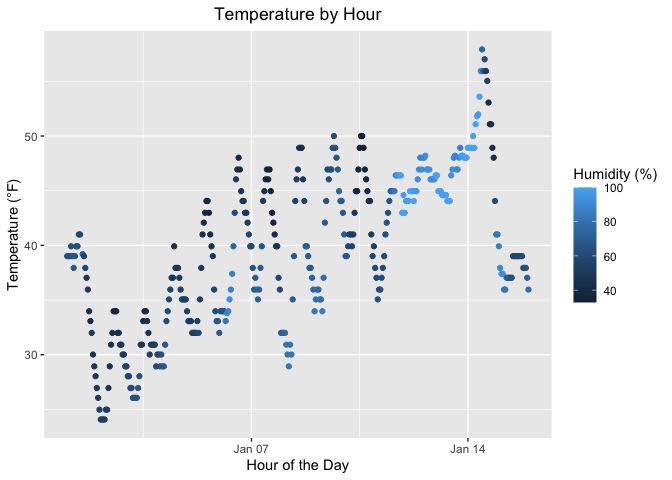 Temperature by Hour
Temperature (°F)
50
40
30
Jan 07
Jan 14
Hour of the Day
Humidity (%)
100
80
60
40